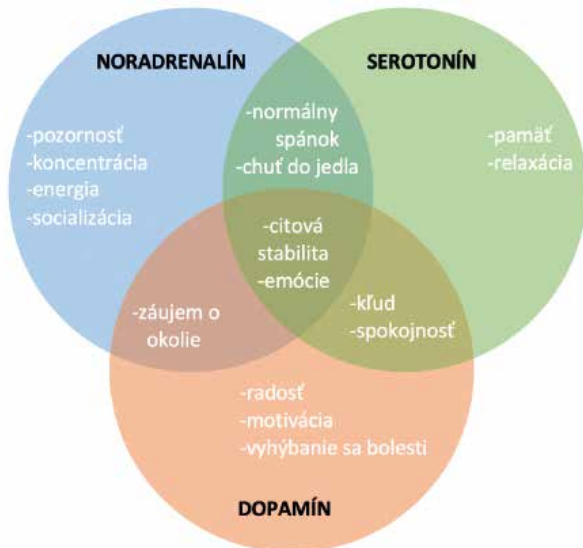 NORADRENALÍN
SEROTONÍN
-pozornosť
-koncentrácia
-energia
-socializácia
-normálny
spánok
-chuť do jedla
-pamäť
-relaxácia
-citová
stabilita
-emócie
-záujem o
okolie
-kľud
-spokojnosť
-radosť
-motivácia
-vyhýbanie sa bolesti
DOPAMÍN